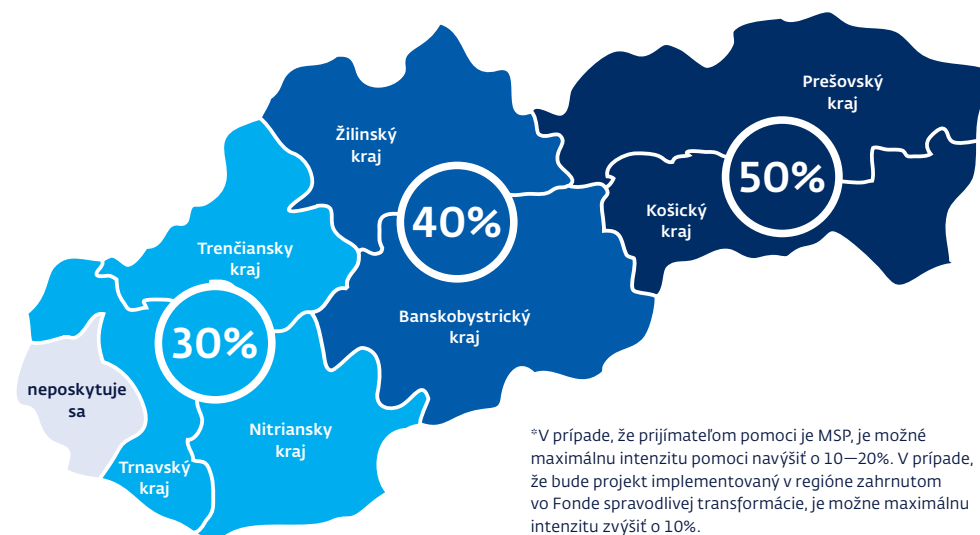 Prešovský
kraj
Žilinský
kraj
50%
40%
Košický
kraj
Trenčiansky
kraj
Banskobystrický
kraj
30%
neposkytuje
sa
Nitriansky
kraj
Trnavský
kraj
*V prípade, že prijímateľom pomoci je MSP, je možné
maximálnu intenzitu pomoci navýšiť o 10—20%. V prípade,
že bude projekt implementovaný v regióne zahrnutom
vo Fonde spravodlivej transformácie, je možne maximálnu
intenzitu zvýšiť o 10%.